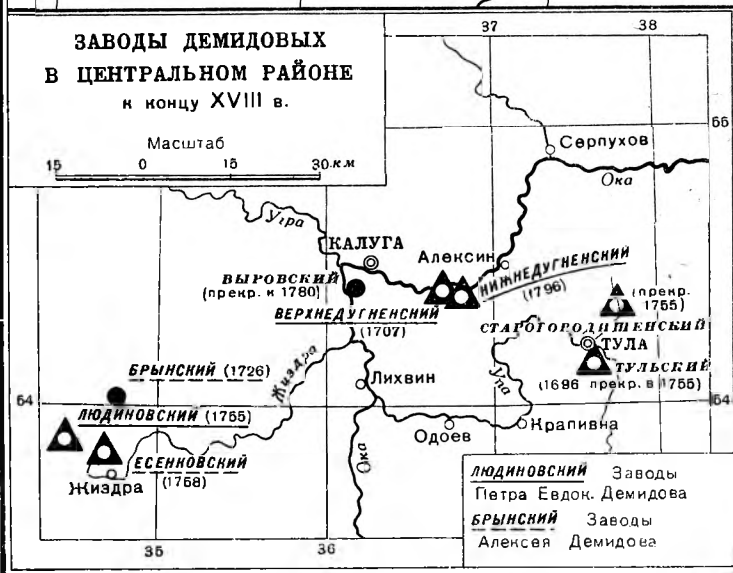 ЗАВОДЫ ДЕМИДОВЫХ
В ЦЕНТРАЛЬНОМ РАЙОНЕ
к концу XVIII в.
Масштаб
15 0 15 30 км
37 38
56
Серпухов
Ока
Угра
КАЛУГА
Алексин
НИЖНЕДУГНЕНСКИЙ
(1796)
ВЫРОВСКИЙ
(прекр. к 1780)
ВЕРХНЕДУГНЕНСКИЙ
(1707)
(прекр.
1755)
СТАРОГОРОДИЩЕНСКИЙ
ТУЛА
ТУЛЬСКИЙ
(1696 прекр. в 1755)
БРЫНСКИЙ (1726)
Жиздра
Лихвин
Упа
54
54
ЛЮДИНОВСКИЙ (1755)
Одоев
Крапивна
ЕСЕНКОВСКИЙ
(1758)
Ока
Жиздра
ЛЮДИНОВСКИЙ Заводы
Петра Евдок. Демидова
БРЫНСКИЙ Заводы
Алексея Демидова
35 36